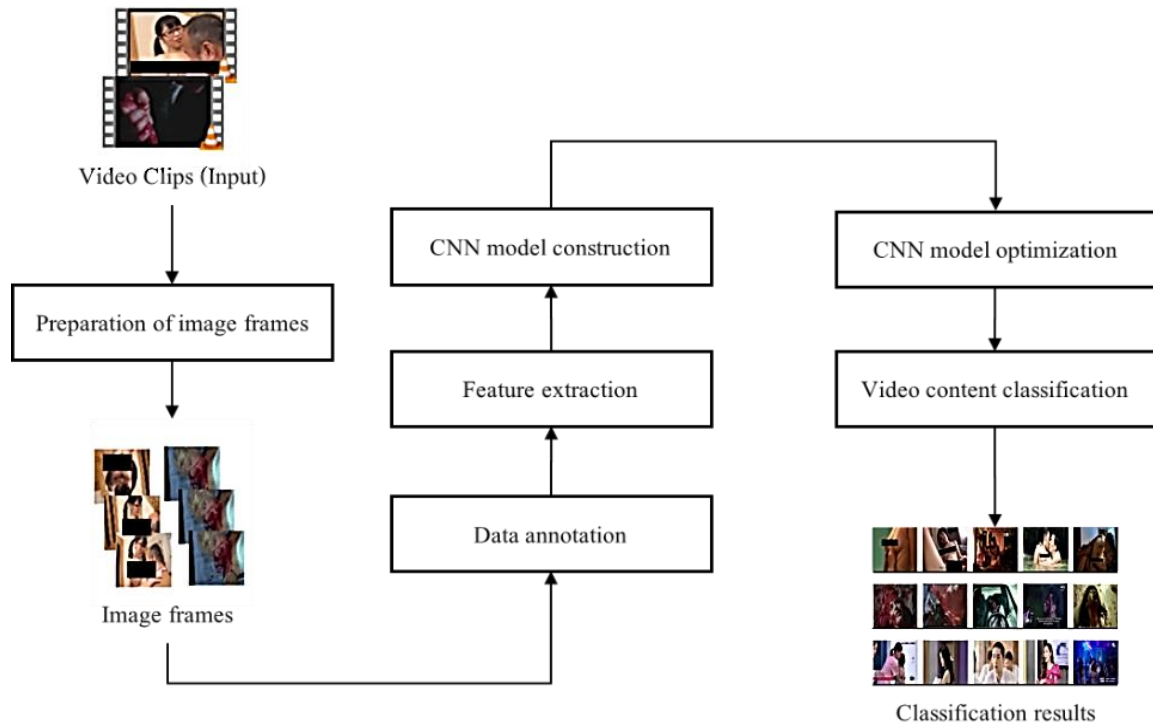 Video Clips (Input)
Preparation of image frames
Image frames
Data annotation
Feature extraction
CNN model construction
CNN model optimization
Video content classification
Classification results